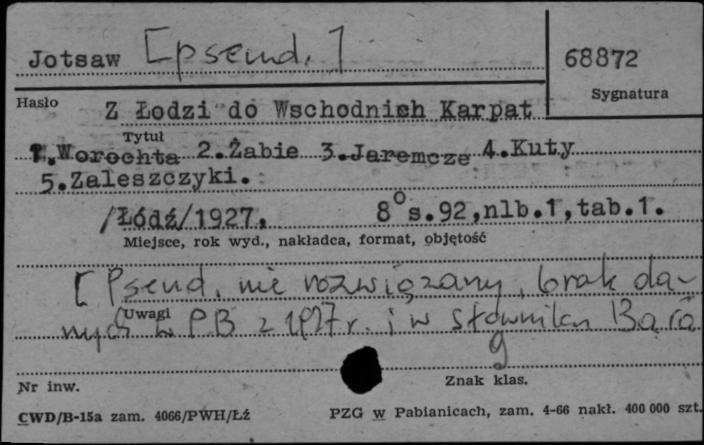 Jotsaw [pseud.]
68872
Sygnatura
Hasło
Z Łodzi do Wschodnich Karpat
Tytuł
1.Worochta 2.Żabie 3.Jaremcze 4.Kuty
5.Zaleszczyki.
/Łódź/1927, 8° s.92,nlb.1,tab.1.
Miejsce, rok wyd., nakładca, format, objętość
[Pseud. nie rozwiązany, brak da-
Uwagi
nych w PB z 1927 r. i w słowniku Bara
Nr inw.
Znak klas.
CWD/B-15a zam. 4066/PWH/Łź
PZG w Pabianicach, zam. 4-66 nakł. 400 000 szt.